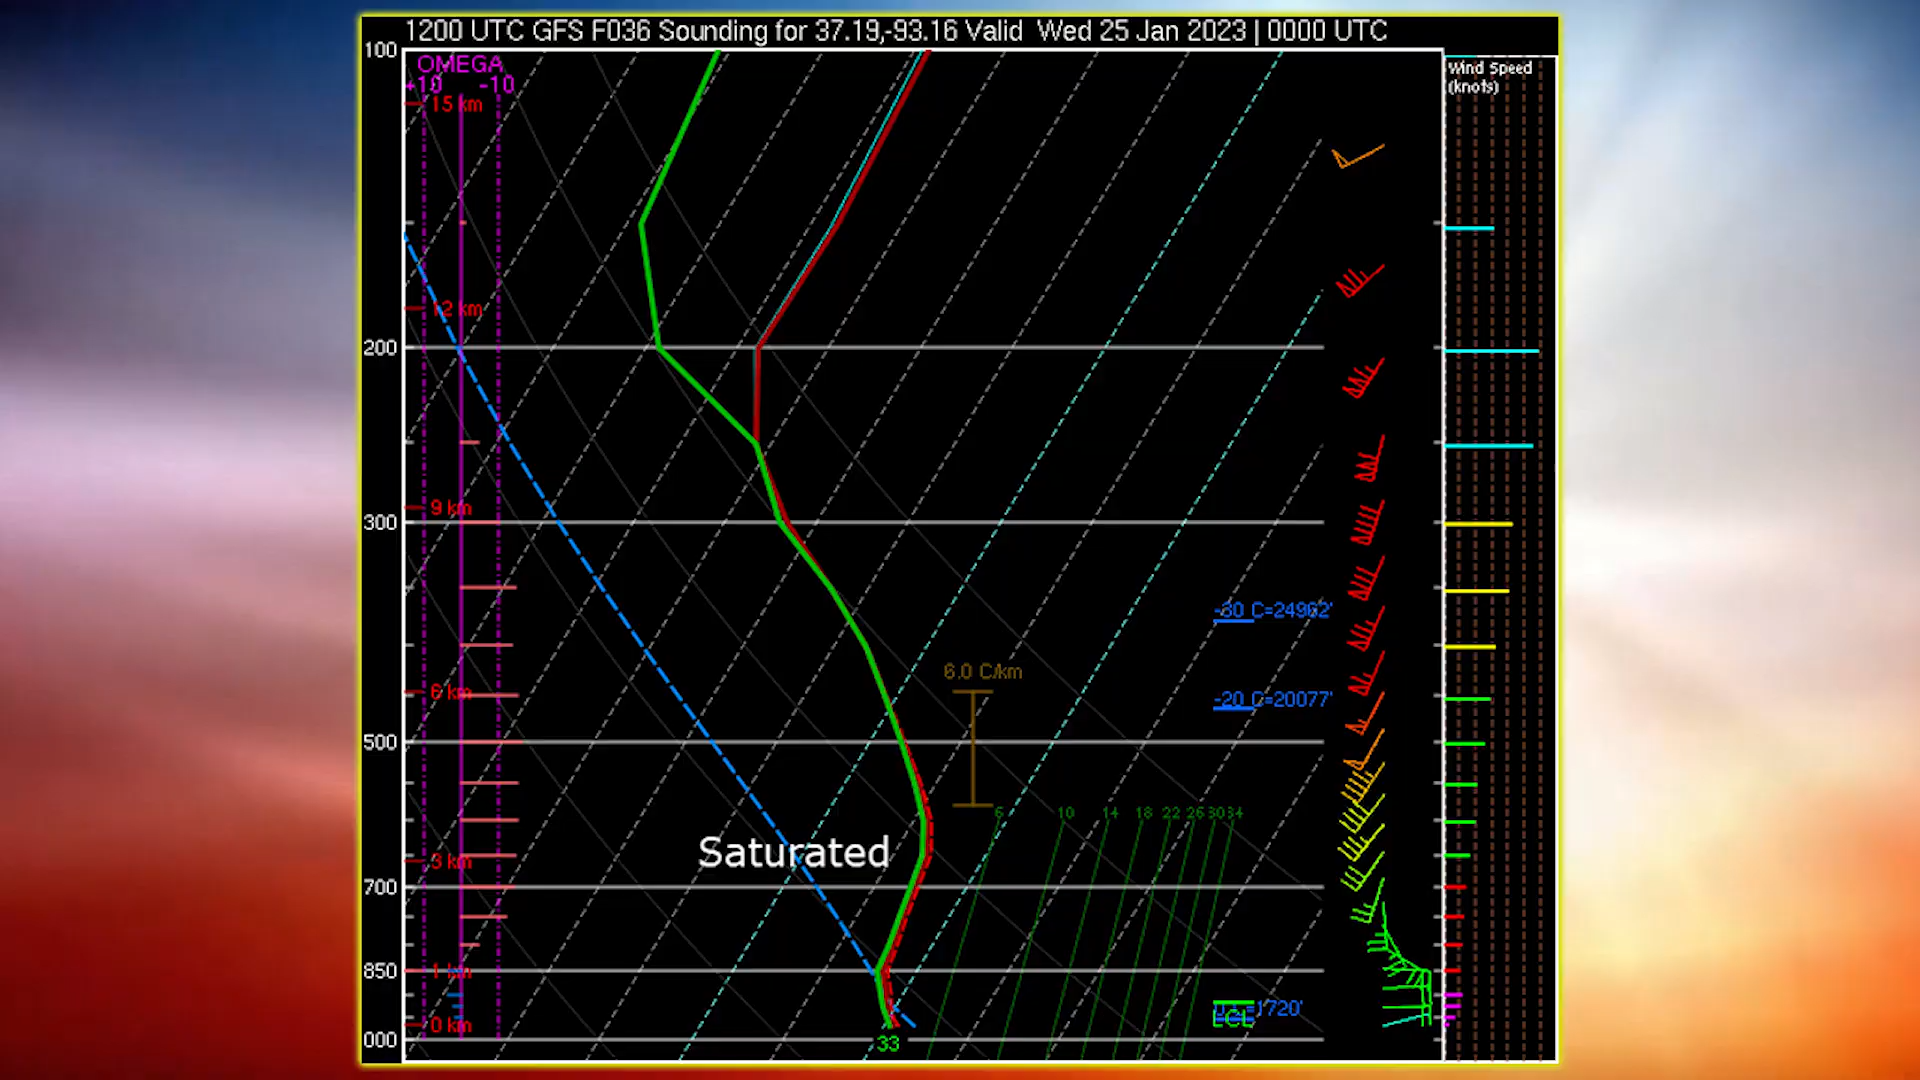 1200 UTC GFS F036 Sounding for 37.19,-93.16 Valid Wed 25 Jan 2023 | 0000 UTC
100
OMEGA
+10 -10
Wind Speed
(knots)
15 km
12 km
200
9 km
300
-30 C=24962'
6.0 C/km
6 km
-20 C=20077'
500
6 10 14 18 22 26 30 34
Saturated
3 km
700
850
1 km
=1720'
LCL
0 km
000
33